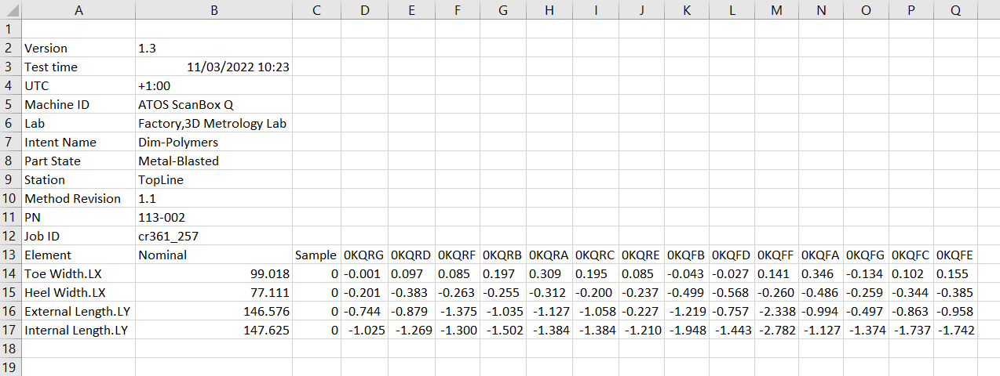 A B C D E F G H I J K L M N O P Q
1
2 Version 1.3
3 Test time 11/03/2022 10:23
4 UTC +1:00
5 Machine ID ATOS ScanBox Q
6 Lab Factory,3D Metrology Lab
7 Intent Name Dim-Polymers
8 Part State Metal-Blasted
9 Station TopLine
10 Method Revision 1.1
11 PN 113-002
12 Job ID cr361_257
13 Element Nominal Sample 0KQRG 0KQRD 0KQRF 0KQRB 0KQRA 0KQRC 0KQRE 0KQFB 0KQFD 0KQFF 0KQFA 0KQFG 0KQFC 0KQFE
14 Toe Width.LX 99.018 0 -0.001 0.097 0.085 0.197 0.309 0.195 0.085 -0.043 -0.027 0.141 0.346 -0.134 0.102 0.155
15 Heel Width.LX 77.111 0 -0.201 -0.383 -0.263 -0.255 -0.312 -0.200 -0.237 -0.499 -0.568 -0.260 -0.486 -0.259 -0.344 -0.385
16 External Length.LY 146.576 0 -0.744 -0.879 -1.375 -1.035 -1.127 -1.058 -0.227 -1.219 -0.757 -2.338 -0.994 -0.497 -0.863 -0.958
17 Internal Length.LY 147.625 0 -1.025 -1.269 -1.300 -1.502 -1.384 -1.384 -1.210 -1.948 -1.443 -2.782 -1.127 -1.374 -1.737 -1.742
18
19